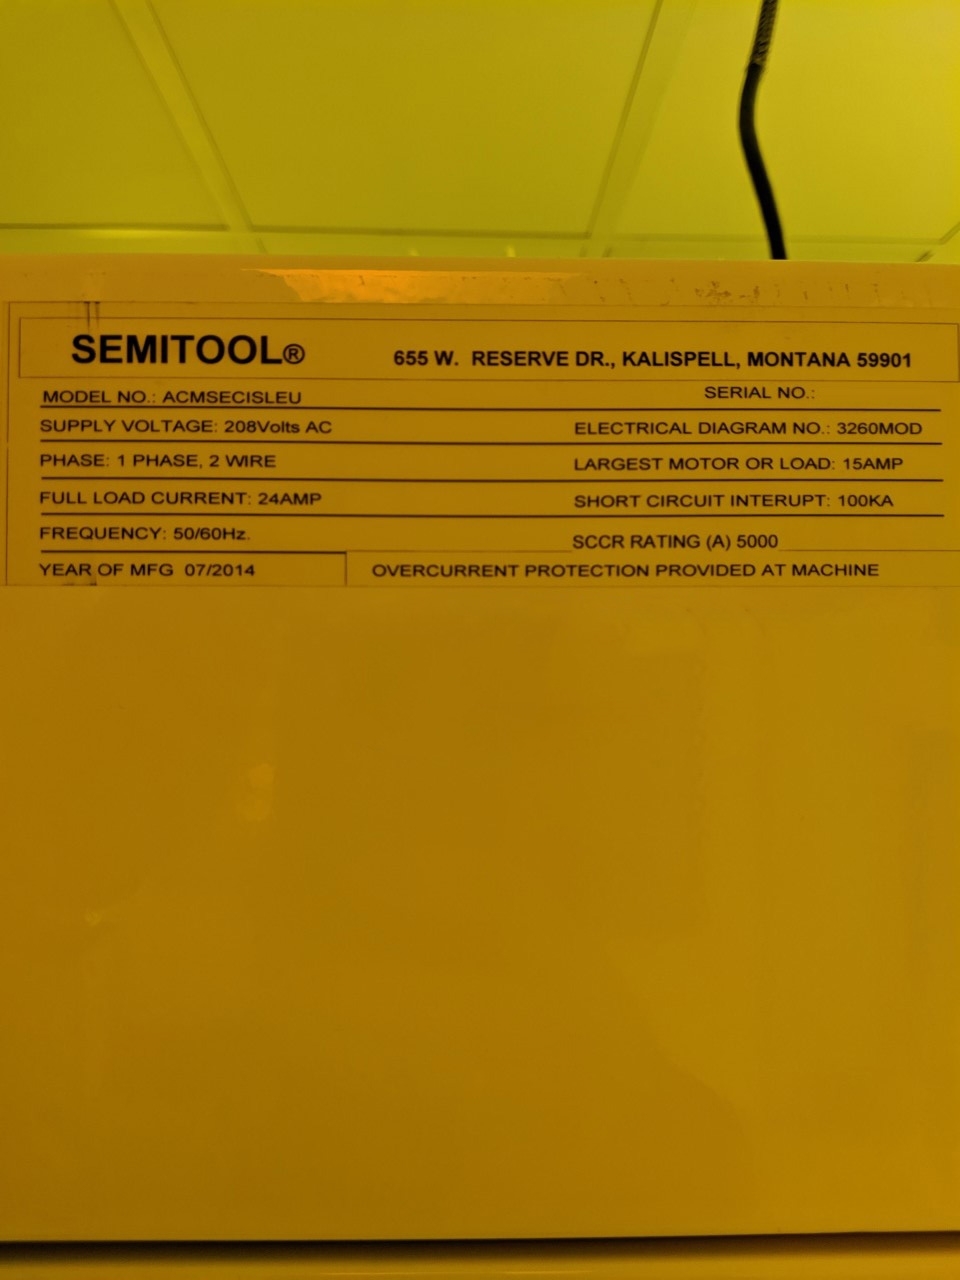 SEMITOOL® 655 W. RESERVE DR., KALISPELL, MONTANA 59901
MODEL NO.: ACMSECISLEU SERIAL NO.:
SUPPLY VOLTAGE: 208Volts AC ELECTRICAL DIAGRAM NO.: 3260MOD
PHASE: 1 PHASE, 2 WIRE LARGEST MOTOR OR LOAD: 15AMP
FULL LOAD CURRENT: 24AMP SHORT CIRCUIT INTERUPT: 100KA
FREQUENCY: 50/60Hz. SCCR RATING (A) 5000
YEAR OF MFG 07/2014 OVERCURRENT PROTECTION PROVIDED AT MACHINE